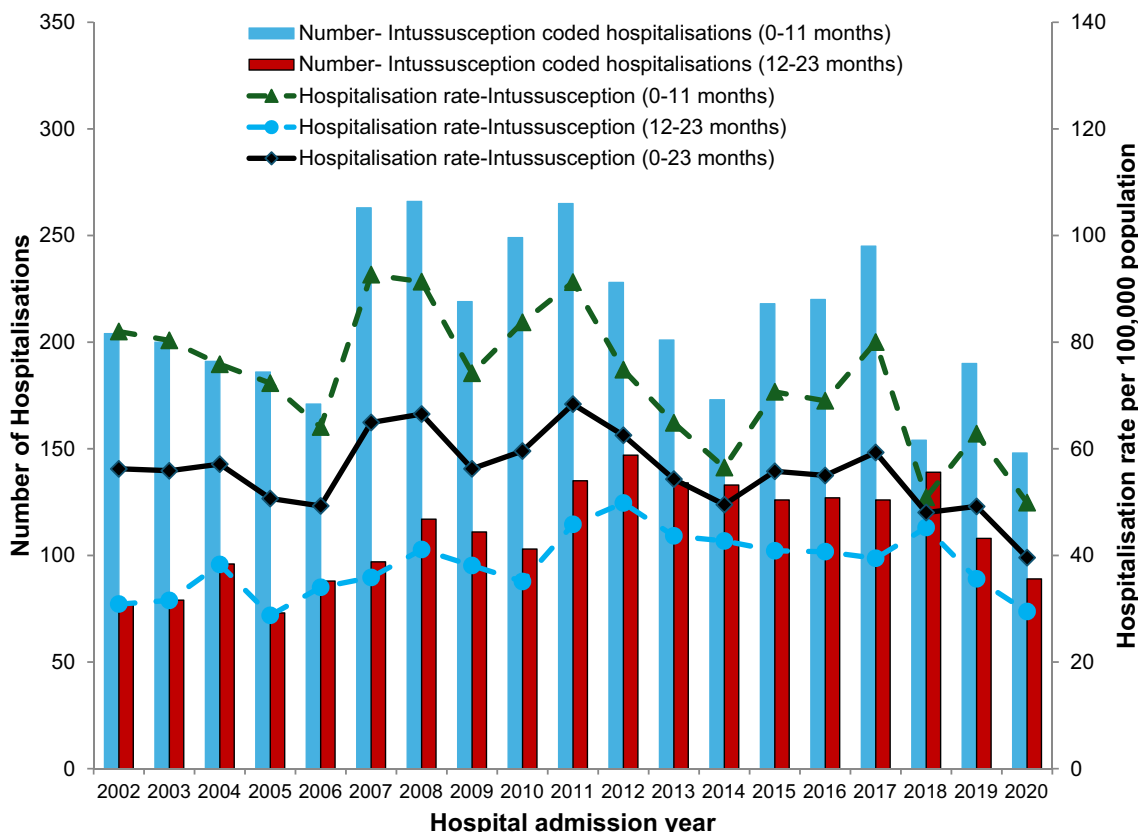 Number- Intussusception coded hospitalisations (0-11 months)
Number- Intussusception coded hospitalisations (12-23 months)
Hospitalisation rate-Intussusception (0-11 months)
Hospitalisation rate-Intussusception (12-23 months)
Hospitalisation rate-Intussusception (0-23 months)
Number of Hospitalisations
350
300
250
200
150
100
50
0
140
120
100
80
60
40
20
0
Hospitalisation rate per 100,000 population
2002 2003 2004 2005 2006 2007 2008 2009 2010 2011 2012 2013 2014 2015 2016 2017 2018 2019 2020
Hospital admission year